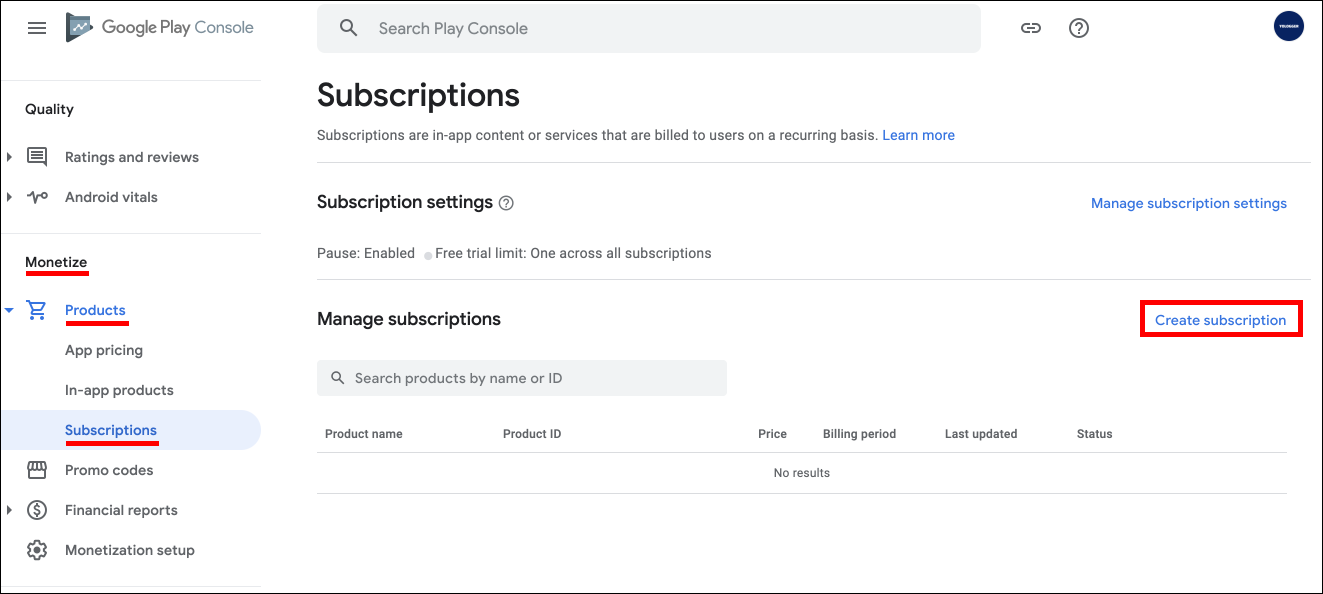 Google Play Console
Search Play Console
TOLOGGER
Quality
Ratings and reviews
Android vitals
Monetize
Products
App pricing
In-app products
Subscriptions
Promo codes
Financial reports
Monetization setup
Subscriptions
Subscriptions are in-app content or services that are billed to users on a recurring basis. Learn more
Subscription settings
Manage subscription settings
Pause: Enabled Free trial limit: One across all subscriptions
Manage subscriptions
Create subscription
Search products by name or ID
Product name Product ID Price Billing period Last updated Status
No results